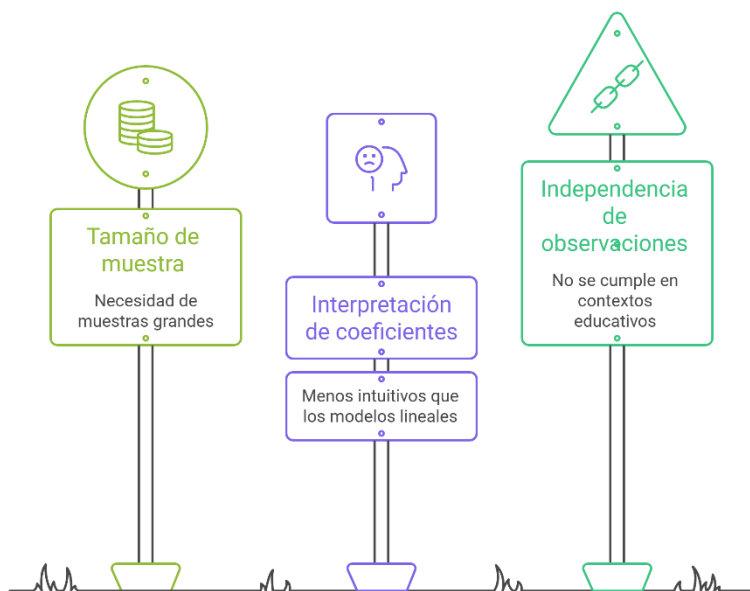 Tamaño de
muestra
Necesidad de
muestras grandes
Interpretación
de coeficientes
Menos intuitivos que
los modelos lineales
Independencia
de
observaciones
No se cumple en
contextos
educativos